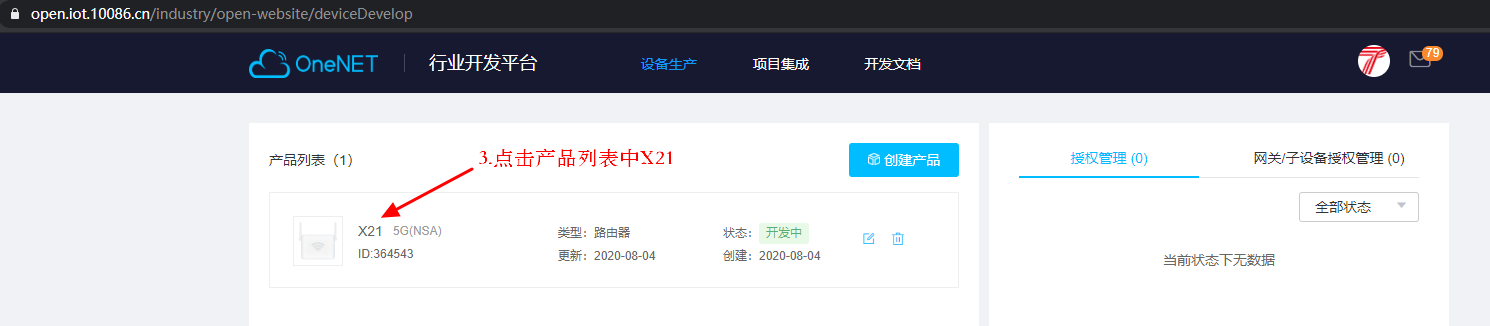 open.iot.10086.cn/industry/open-website/deviceDevelop
OneNET 行业开发平台 设备生产 项目集成 开发文档 79
产品列表（1） 3.点击产品列表中X21 创建产品
X21 5G(NSA) 类型：路由器 状态：开发中
ID:364543 更新：2020-08-04 创建：2020-08-04
授权管理 (0) 网关/子设备授权管理 (0)
全部状态
当前状态下无数据